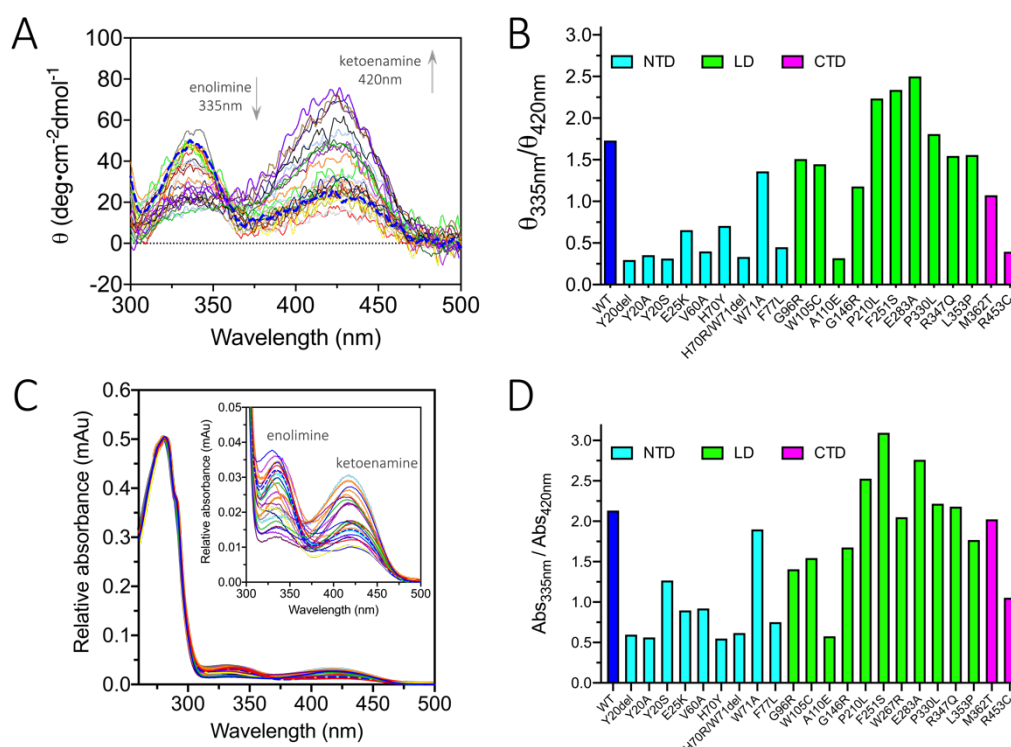 A
100
80
60
40
20
0
-20
300
350
400
450
500
θ (deg•cm-2dmol-1
Wavelength (nm)
enolimine
335nm
ketoenamine
420nm
B
3.0
2.5
2.0
1.5
1.0
0.5
0.0
θ335nm/θ420nm
NTD
LD
CTD
WT
Y20del
Y20A
Y20S
E25K
V60A
H70Y
H70R/W71del
W71A
F77L
G96R
W105C
A110E
G146R
P210L
F251S
E283A
P330L
R347Q
L353P
M362T
R453C
C
0.6
0.5
0.4
0.3
0.2
0.1
0.0
300
350
400
450
500
Relative absorbance (mAu)
Wavelength (nm)
0.05
0.04
0.03
0.02
0.01
0.00
300
350
400
450
500
Relative absorbance (mAu)
Wavelength (nm)
enolimine
ketoenamine
D
3.0
2.5
2.0
1.5
1.0
0.5
0.0
Abs335nm / Abs420nm
NTD
LD
CTD
WT
Y20del
Y20A
Y20S
E25K
V60A
H70Y
H70R/W71del
W71A
F77L
G96R
W105C
A110E
G146R
P210L
F251S
W267R
E283A
P330L
R347Q
L353P
M362T
R453C